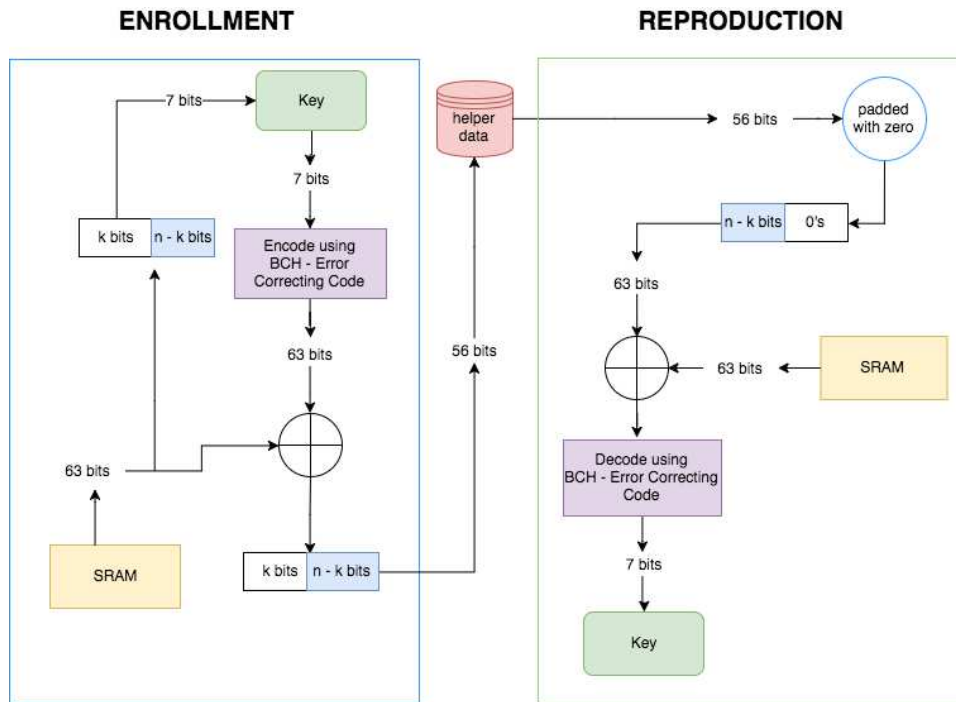 ENROLLMENT
7 bits
Key
7 bits
k bits
n - k bits
Encode using
BCH - Error
Correcting Code
63 bits
63 bits
SRAM
k bits
n - k bits
56 bits
helper
data
REPRODUCTION
56 bits
padded
with zero
n - k bits
0's
63 bits
63 bits
SRAM
Decode using
BCH - Error Correcting
Code
7 bits
Key